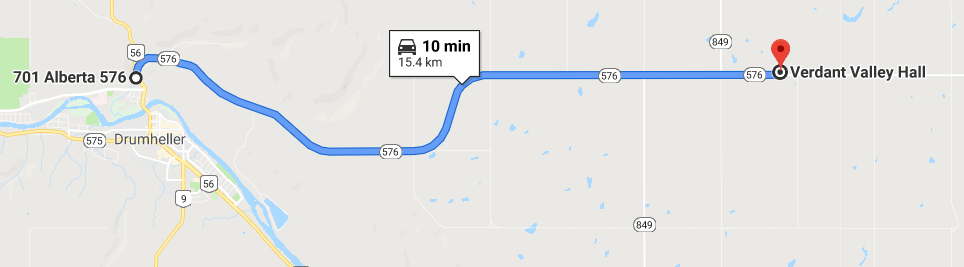 849
10 min
56
576
15.4 km
701 Alberta 576
576
576
Verdant Valley Hall
575
Drumheller
576
56
9
849